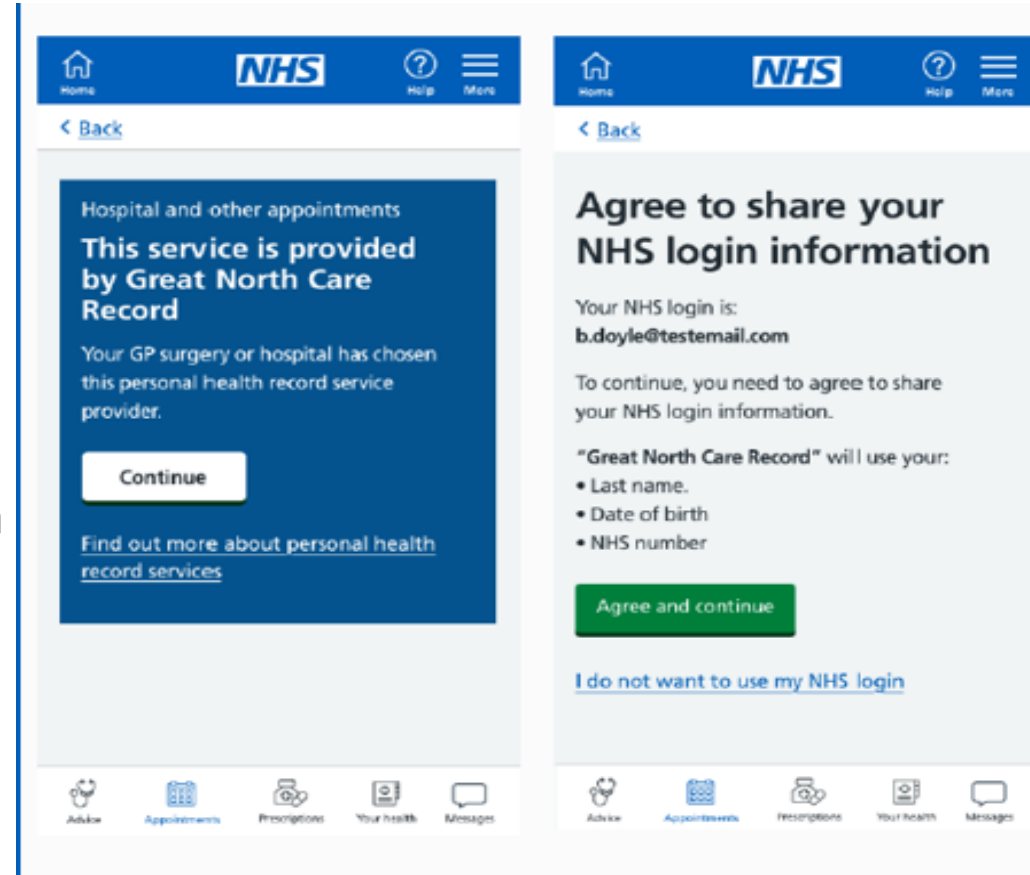 Home
NHS
Help
More
< Back
Hospital and other appointments
This service is provided
by Great North Care
Record
Your GP surgery or hospital has chosen
this personal health record service
provider.
Continue
Find out more about personal health
record services
Advice
Appointments
Prescriptions
Your health
Messages
Home
NHS
Help
More
< Back
Agree to share your
NHS login information
Your NHS login is:
b.doyle@testemail.com
To continue, you need to agree to share
your NHS login information.
"Great North Care Record" will use your:
• Last name.
• Date of birth
• NHS number
Agree and continue
I do not want to use my NHS login
Advice
Appointments
Prescriptions
Your health
Messages